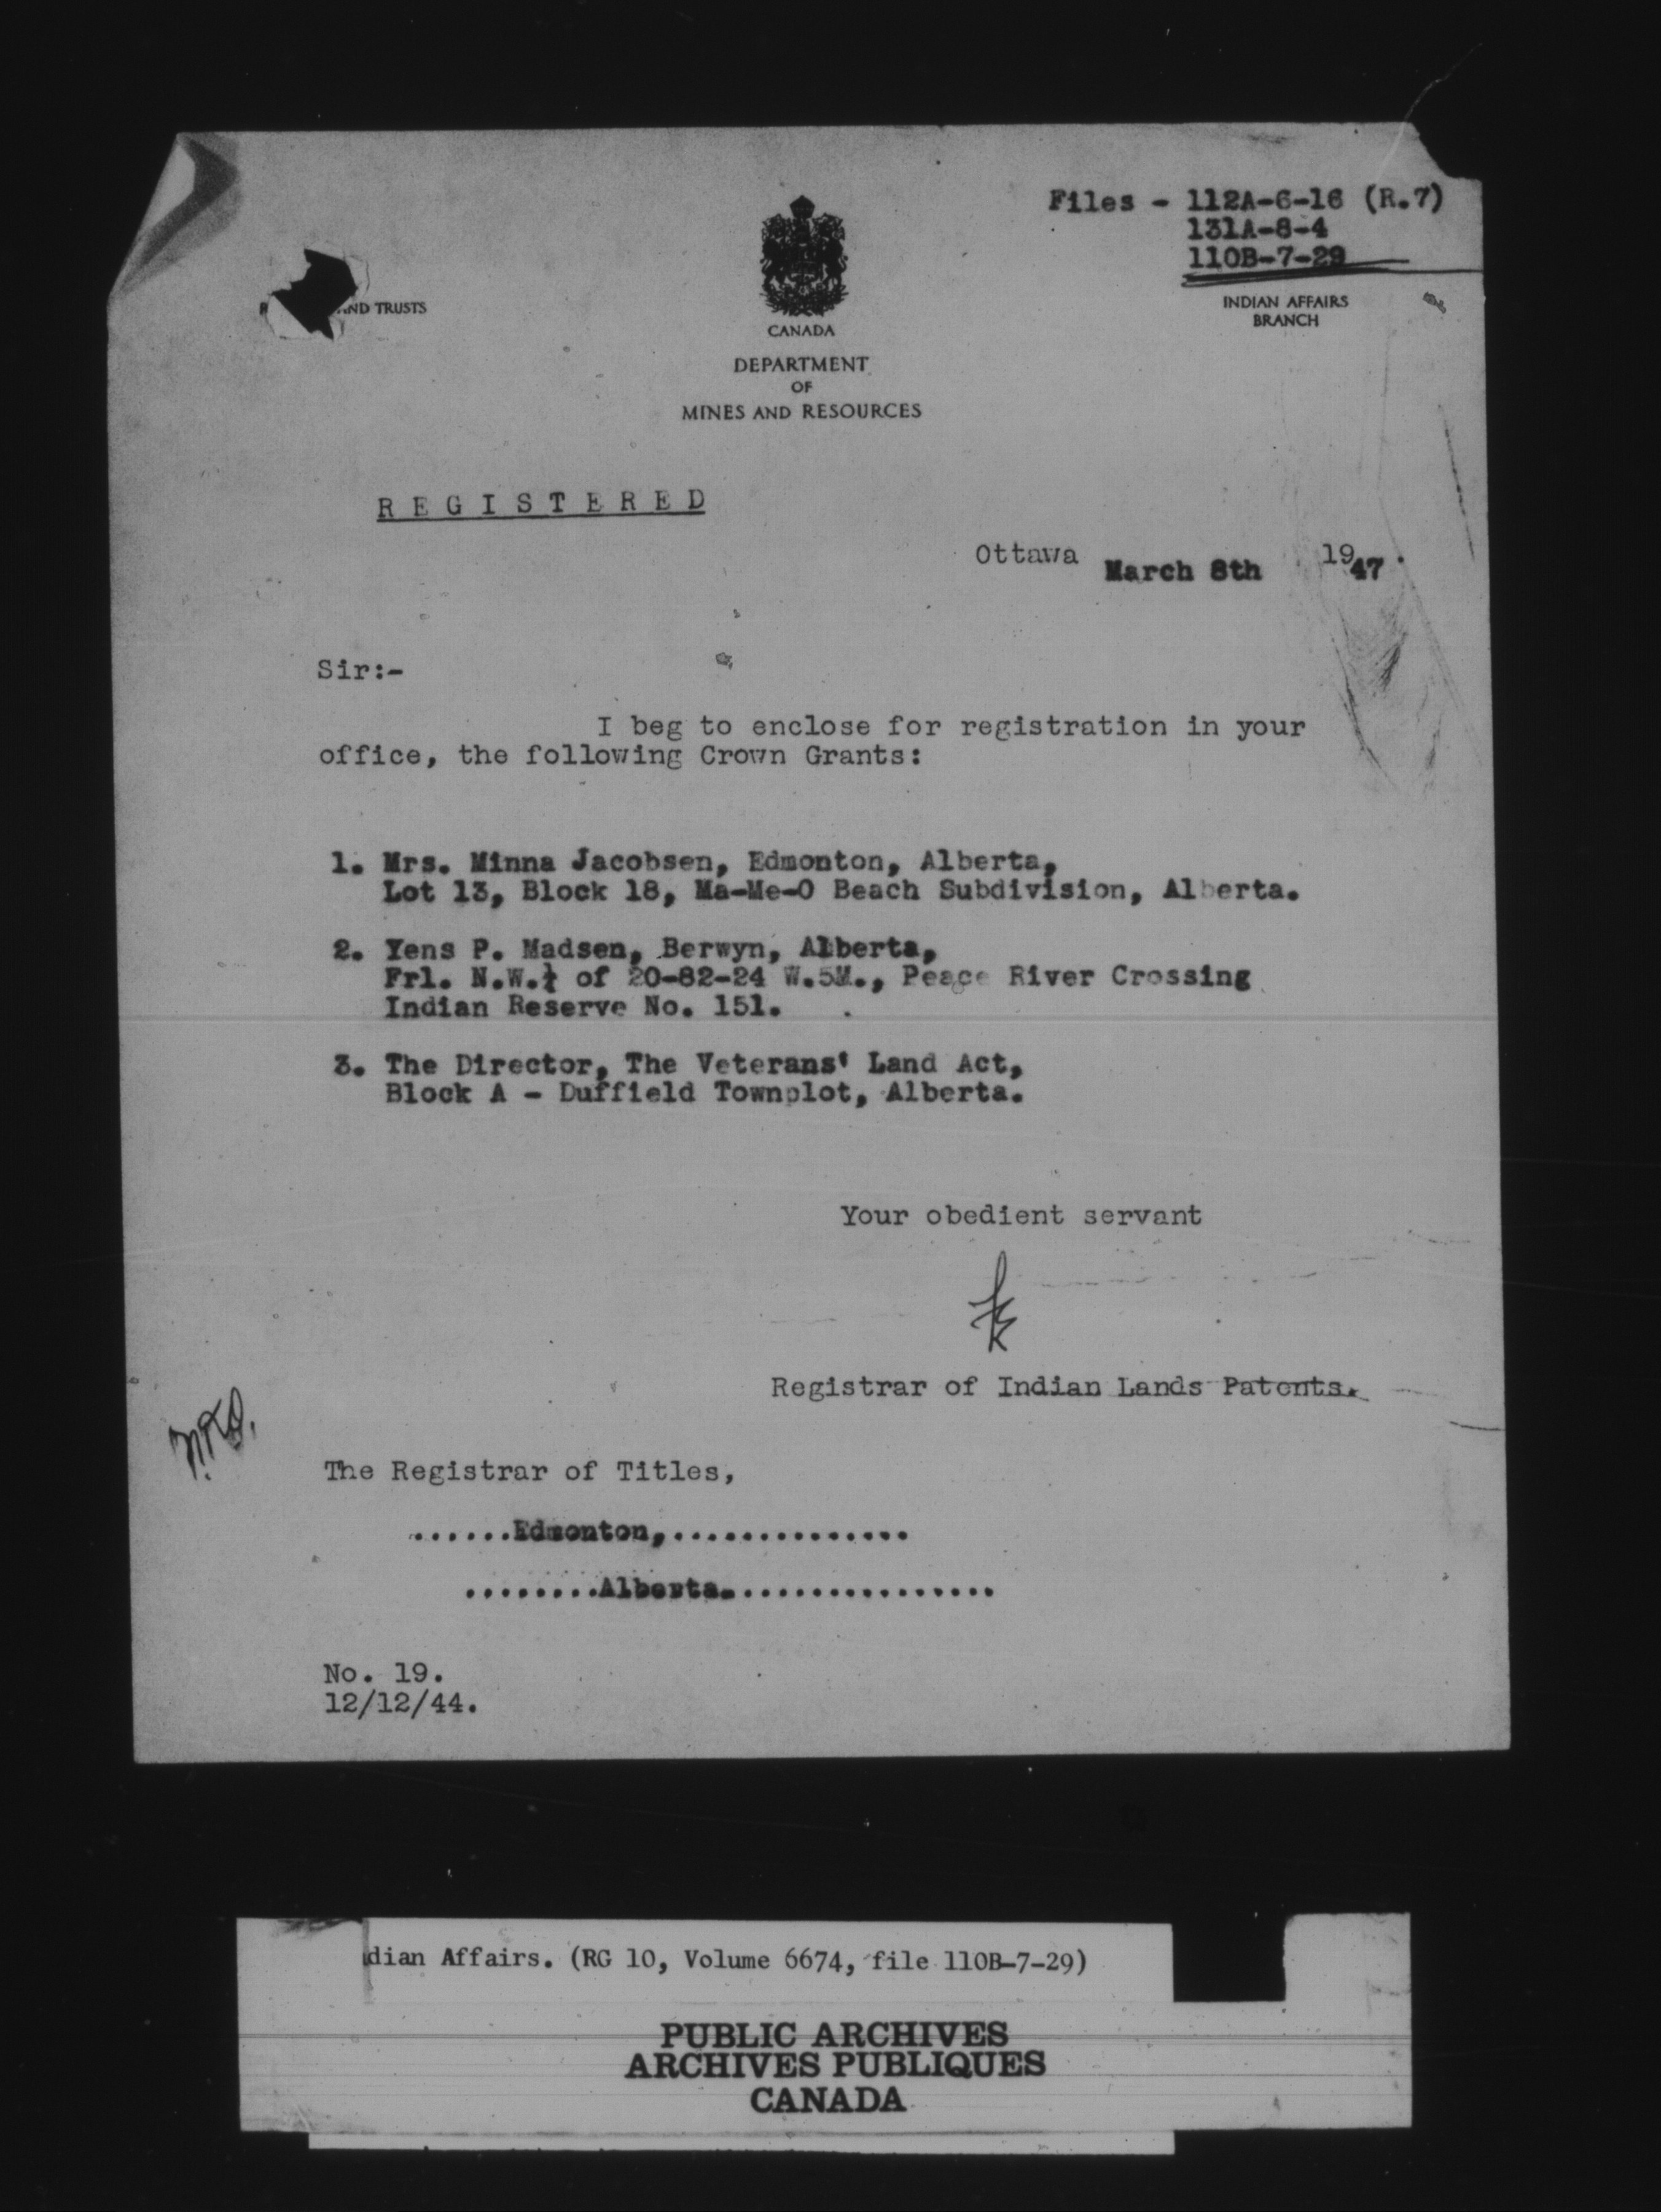 Files - 112A-6-16 (R.7)
131A-8-4
110B-7-29
AND TRUSTS
CANADA
INDIAN AFFAIRS
BRANCH
DEPARTMENT
OF
MINES AND RESOURCES
REGISTERED
Ottawa March 8th 1947.
Sir:-
I beg to enclose for registration in your
office, the following Crown Grants:
1. Mrs. Minna Jacobsen, Edmonton, Alberta,
Lot 13, Block 18, Ma-Me-O Beach Subdivision, Alberta.
2. Yens P. Madsen, Berwyn, Alberta,
Frl. N.W.¼ of 20-82-24 W.5M., Peace River Crossing
Indian Reserve No. 151.
3. The Director, The Veterans' Land Act,
Block A - Duffield Townplot, Alberta.
Your obedient servant
Registrar of Indian Lands Patents.
The Registrar of Titles,
......Edmonton,...............
........Alberta.................
No. 19.
12/12/44.
dian Affairs. (RG 10, Volume 6674, file 110B-7-29)
PUBLIC ARCHIVES
ARCHIVES PUBLIQUES
CANADA